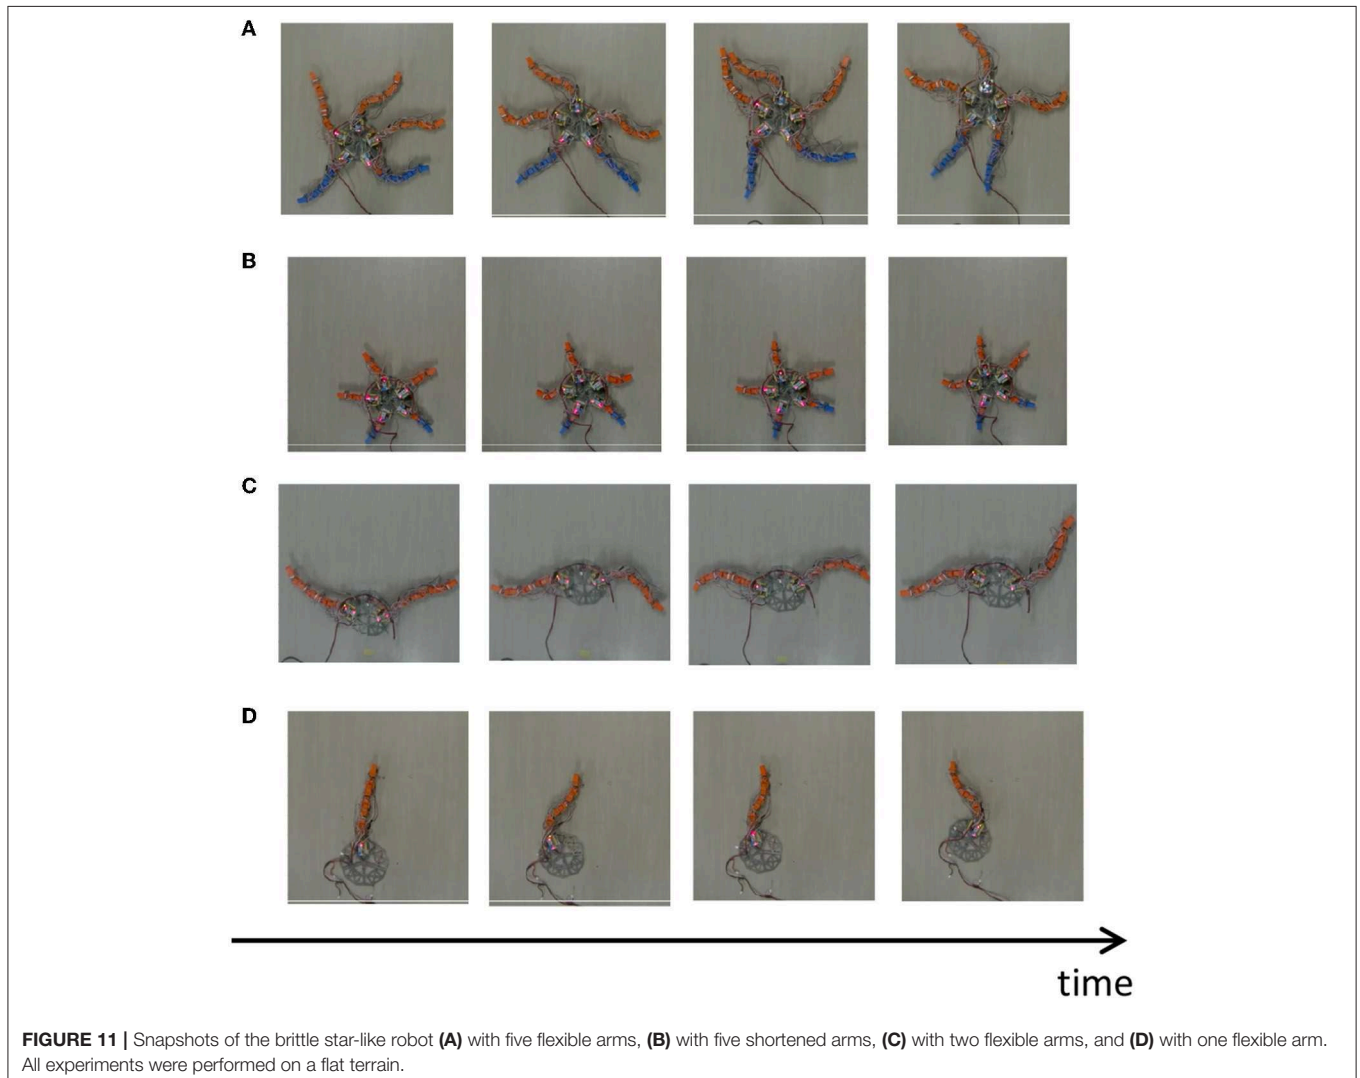 A
B
C
D
time
FIGURE 11 | Snapshots of the brittle star-like robot (A) with five flexible arms, (B) with five shortened arms, (C) with two flexible arms, and (D) with one flexible arm.
All experiments were performed on a flat terrain.